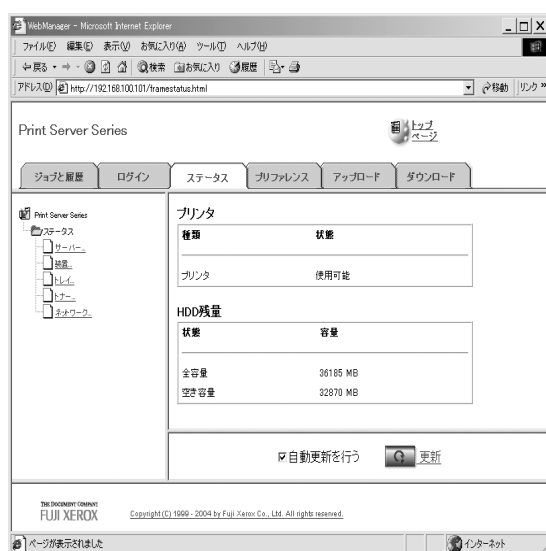 WebManager - Microsoft Internet Explorer
ファイル(F) 編集(E) 表示(V) お気に入り(A) ツール(T) ヘルプ(H)
戻る 検索 お気に入り 履歴
アドレス(D) http://192.168.100.101/framestatus.html 移動 リンク »
Print Server Series
トップページ
ジョブと履歴 ログイン ステータス プリファレンス アップロード ダウンロード
Print Server Series
ステータス
サーバー...
装置...
トレイ...
トナー...
ネットワーク...
プリンタ
種類 状態
プリンタ 使用可能
HDD残量
状態 容量
全容量 36185 MB
空き容量 32870 MB
自動更新を行う 更新
THE DOCUMENT COMPANY
FUJI XEROX
Copyright (C) 1999 - 2004 by Fuji Xerox Co., Ltd. All rights reserved.
ページが表示されました インターネット